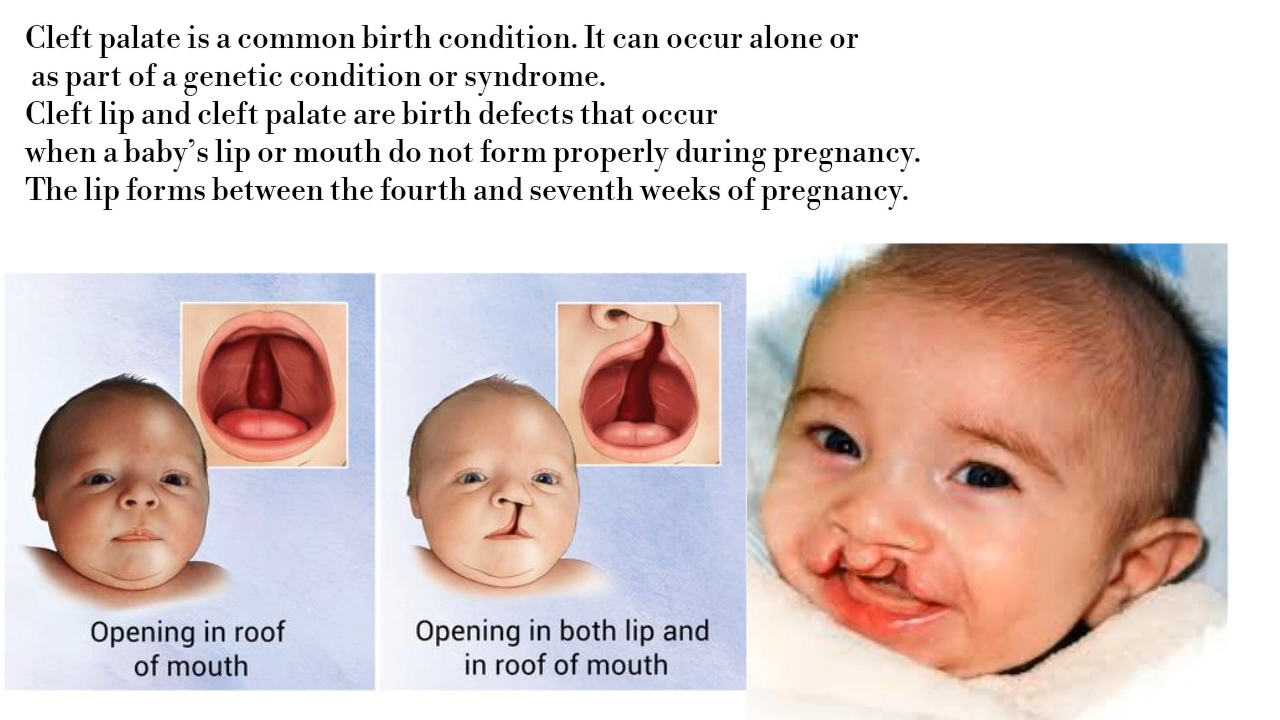 Cleft palate is a common birth condition. It can occur alone or
as part of a genetic condition or syndrome.
Cleft lip and cleft palate are birth defects that occur
when a baby’s lip or mouth do not form properly during pregnancy.
The lip forms between the fourth and seventh weeks of pregnancy.
Opening in roof
of mouth
Opening in both lip and
in roof of mouth